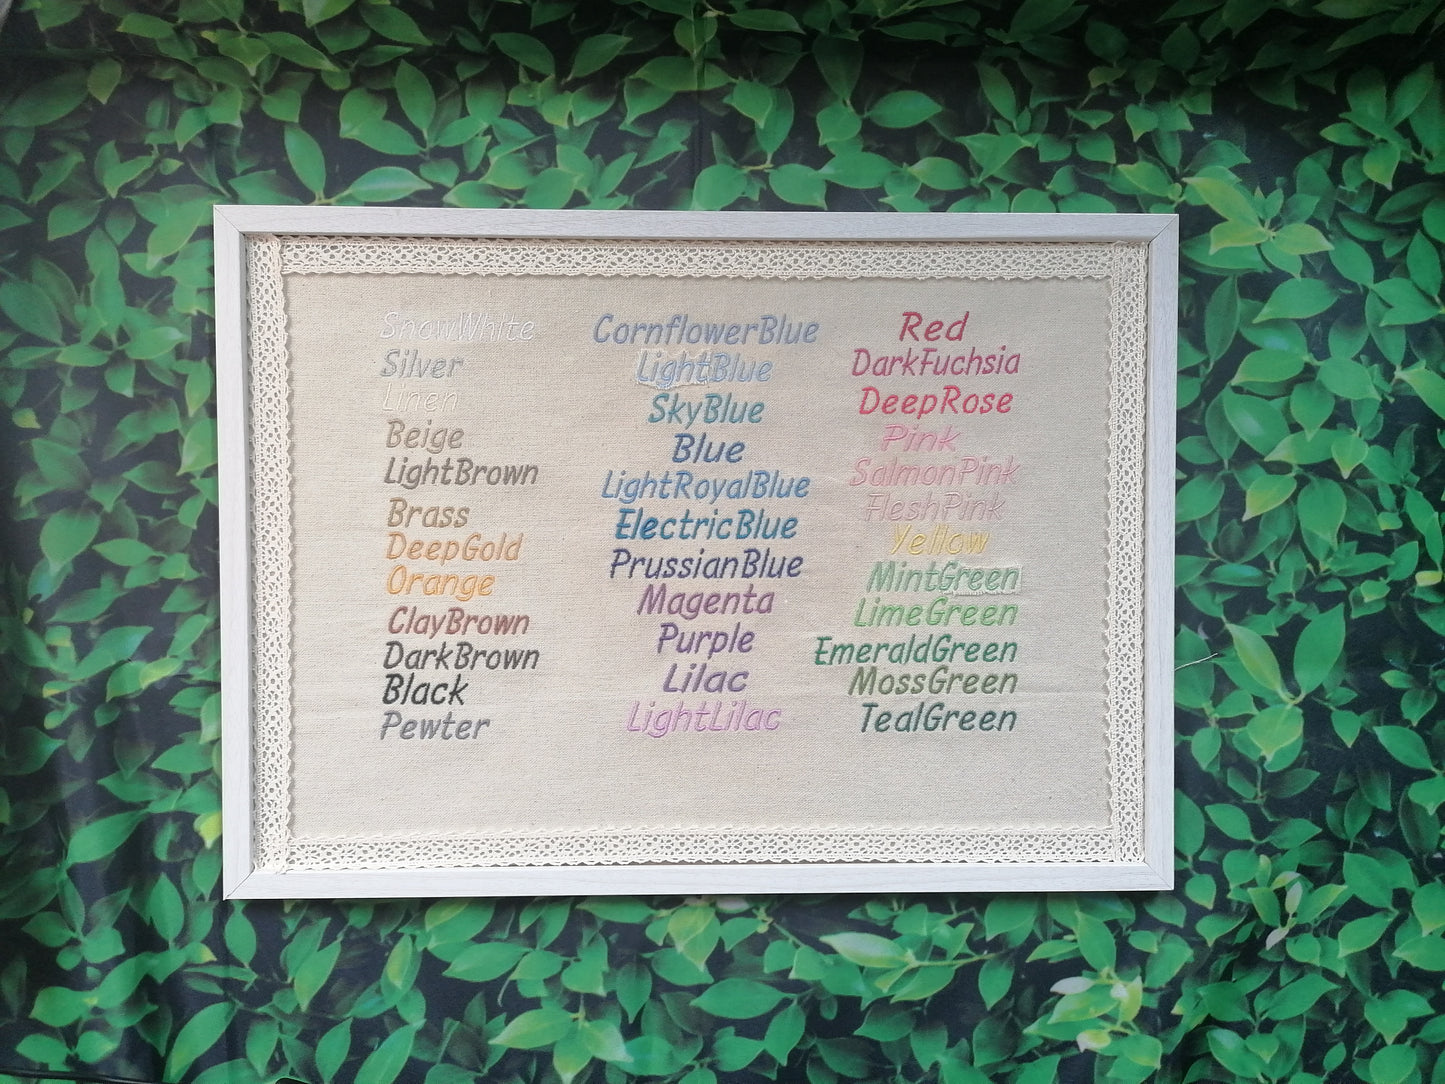 SnowWhite
Silver
Linen
Beige
LightBrown
Brass
DeepGold
Orange
ClayBrown
DarkBrown
Black
Pewter
CornflowerBlue
LightBlue
SkyBlue
Blue
LightRoyalBlue
ElectricBlue
PrussianBlue
Magenta
Purple
Lilac
LightLilac
Red
DarkFuchsia
DeepRose
Pink
SalmonPink
FleshPink
Yellow
MintGreen
LimeGreen
EmeraldGreen
MossGreen
TealGreen